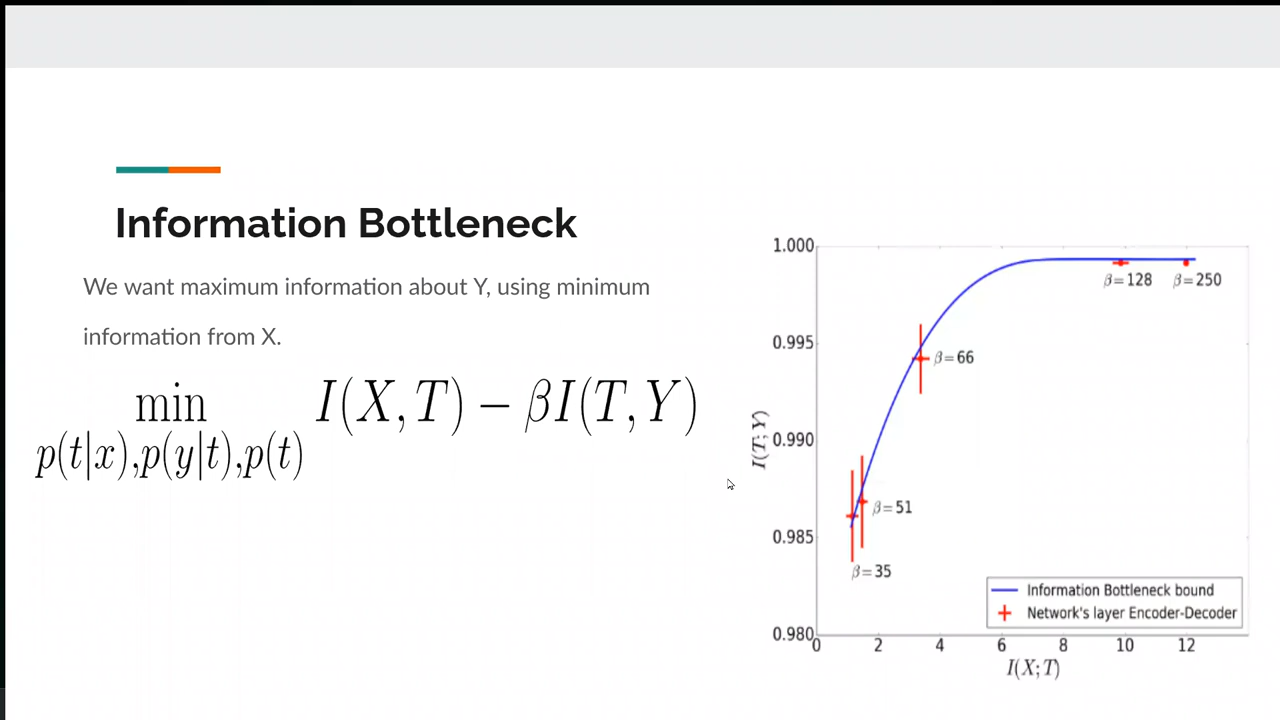 Information Bottleneck
We want maximum information about Y, using minimum
information from X.
min I(X, T) − βI(T, Y)
p(t|x),p(y|t),p(t)
1.000
0.995
0.990
0.985
0.980
I(T; Y)
β=128 β=250
β=66
β=51
β=35
Information Bottleneck bound
Network's layer Encoder-Decoder
0 2 4 6 8 10 12
I(X; T)